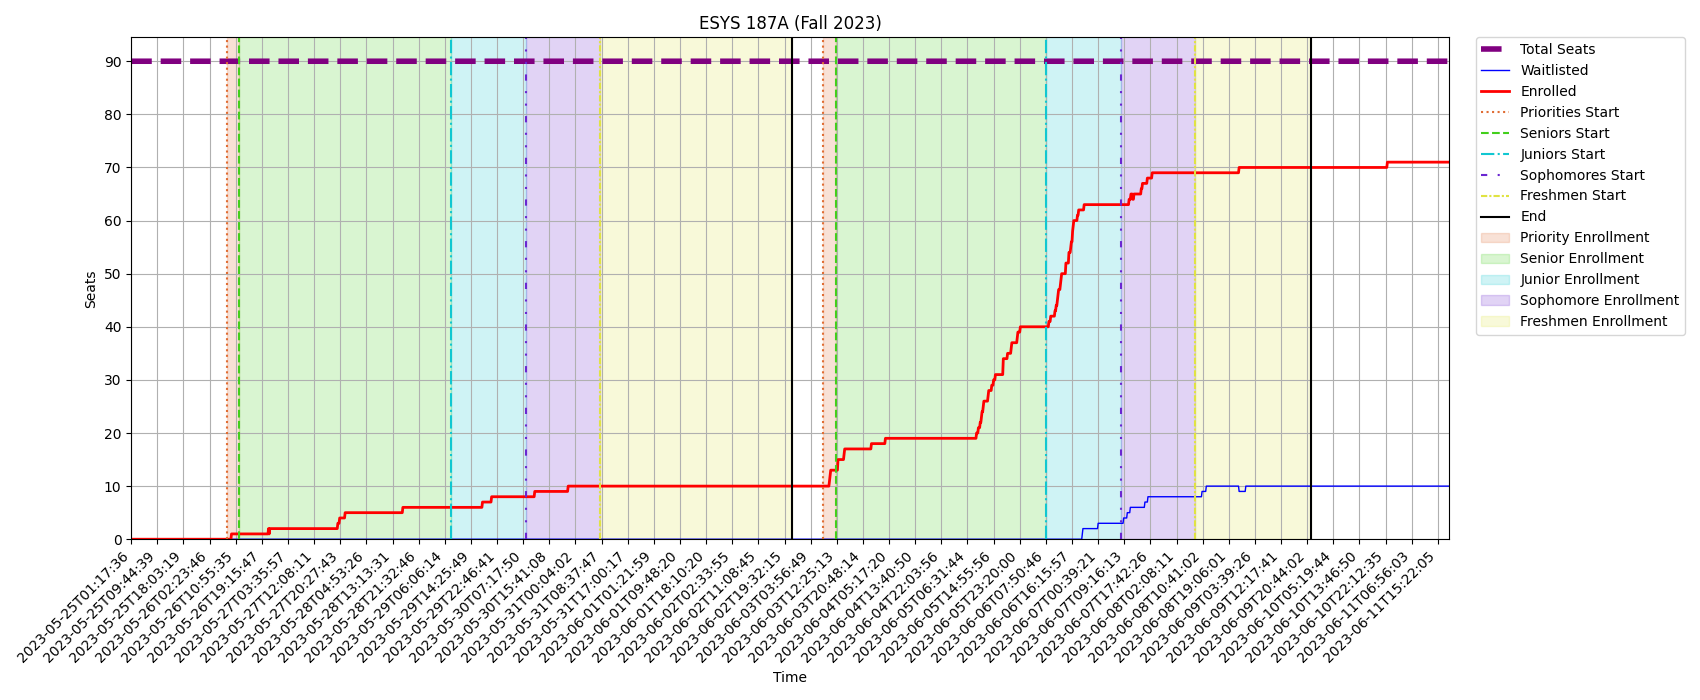 ESYS 187A (Fall 2023)
Seats
90
80
70
60
50
40
30
20
10
0
2023-05-25T01:17:36
2023-05-25T09:44:39
2023-05-25T18:03:19
2023-05-26T02:23:46
2023-05-26T10:55:35
2023-05-26T19:15:47
2023-05-27T03:35:57
2023-05-27T12:08:11
2023-05-27T20:27:43
2023-05-28T04:53:26
2023-05-28T13:13:31
2023-05-28T21:32:46
2023-05-29T06:06:14
2023-05-29T14:25:49
2023-05-29T22:46:41
2023-05-30T07:17:50
2023-05-30T15:41:08
2023-05-31T00:04:02
2023-05-31T08:37:47
2023-05-31T17:00:17
2023-06-01T01:21:59
2023-06-01T09:48:20
2023-06-01T18:10:20
2023-06-02T02:33:55
2023-06-02T11:08:45
2023-06-02T19:32:15
2023-06-03T03:56:49
2023-06-03T12:25:13
2023-06-03T20:48:14
2023-06-04T05:17:20
2023-06-04T13:40:50
2023-06-04T22:03:56
2023-06-05T06:31:44
2023-06-05T14:55:56
2023-06-05T23:20:00
2023-06-06T07:50:46
2023-06-06T16:15:57
2023-06-07T00:39:21
2023-06-07T09:16:13
2023-06-07T17:42:26
2023-06-08T02:08:11
2023-06-08T10:41:02
2023-06-08T19:06:01
2023-06-09T03:39:26
2023-06-09T12:17:41
2023-06-09T20:44:02
2023-06-10T05:19:44
2023-06-10T13:46:50
2023-06-10T22:12:35
2023-06-11T06:56:03
2023-06-11T15:22:05
Time
Total Seats
Waitlisted
Enrolled
Priorities Start
Seniors Start
Juniors Start
Sophomores Start
Freshmen Start
End
Priority Enrollment
Senior Enrollment
Junior Enrollment
Sophomore Enrollment
Freshmen Enrollment